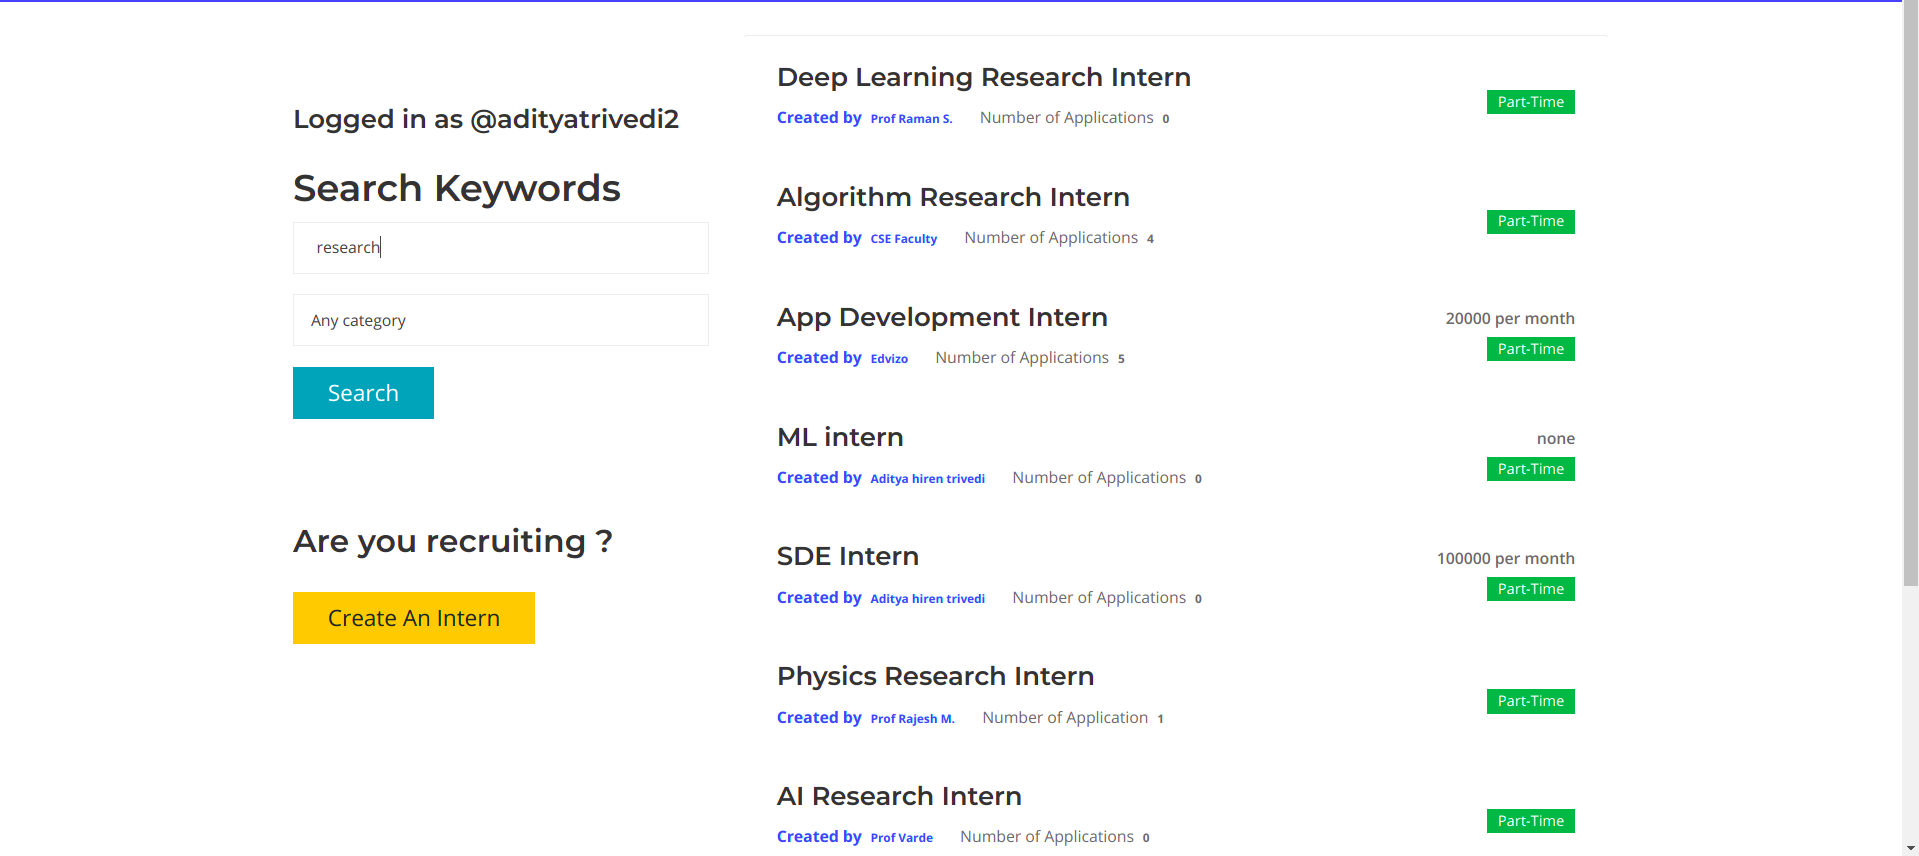 Logged in as @adityatrivedi2
Search Keywords
research
Any category
Search
Are you recruiting ?
Create An Intern
Deep Learning Research Intern
Created by Prof Raman S. Number of Applications 0
Part-Time
Algorithm Research Intern
Created by CSE Faculty Number of Applications 4
Part-Time
App Development Intern
20000 per month
Created by Edvizo Number of Applications 5
Part-Time
ML intern
none
Created by Aditya hiren trivedi Number of Applications 0
Part-Time
SDE Intern
100000 per month
Created by Aditya hiren trivedi Number of Applications 0
Part-Time
Physics Research Intern
Created by Prof Rajesh M. Number of Application 1
Part-Time
AI Research Intern
Created by Prof Varde Number of Applications 0
Part-Time